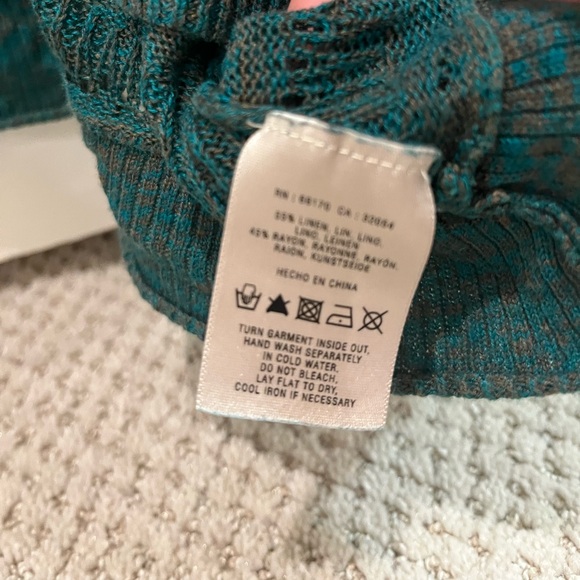 RN : 66170 CA : 32054
55% LINEN, LIN, LINO,
LINO, LEINEN
45% RAYON, RAYONNE, RAYÓN,
RAION, KUNSTSEIDE
HECHO EN CHINA
TURN GARMENT INSIDE OUT,
HAND WASH SEPARATELY
IN COLD WATER,
DO NOT BLEACH,
LAY FLAT TO DRY,
COOL IRON IF NECESSARY